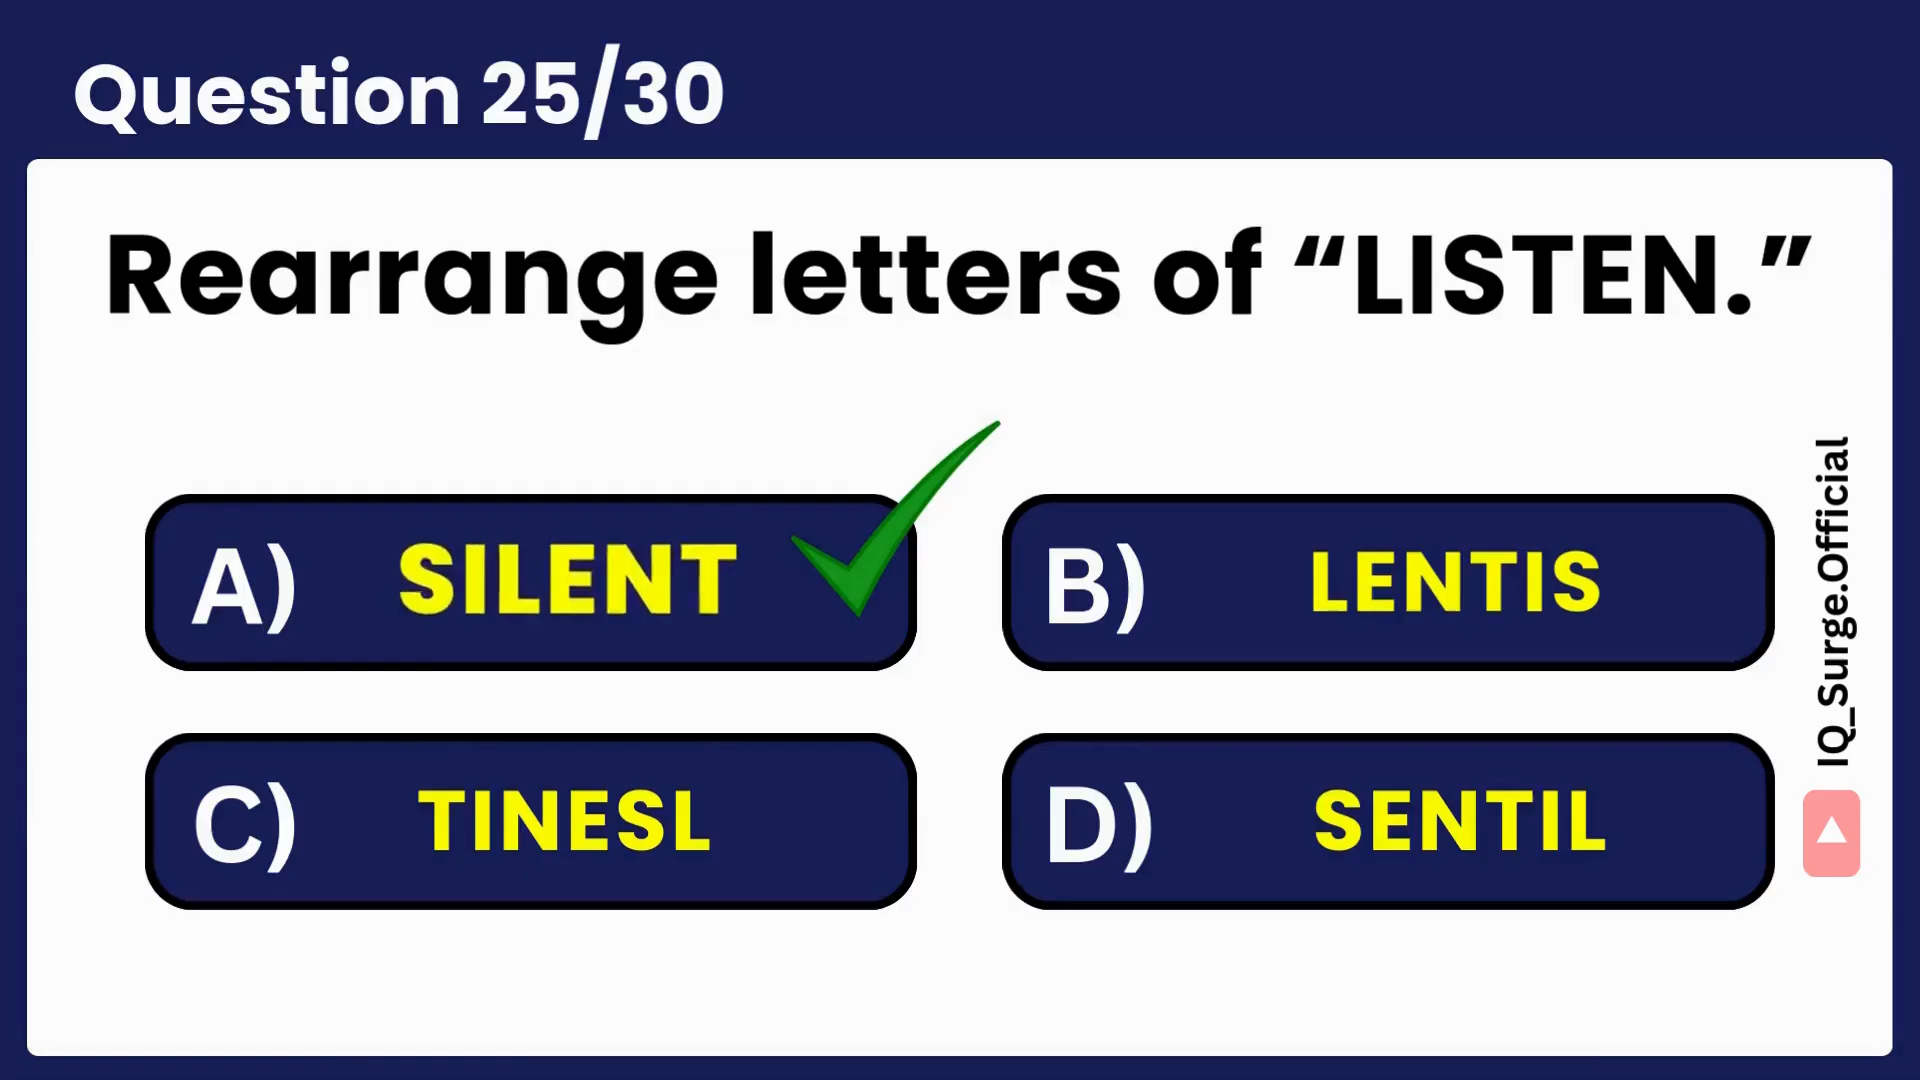 Question 25/30
Rearrange letters of “LISTEN.”
A) SILENT
B) LENTIS
C) TINESL
D) SENTIL
IQ_Surge.Official